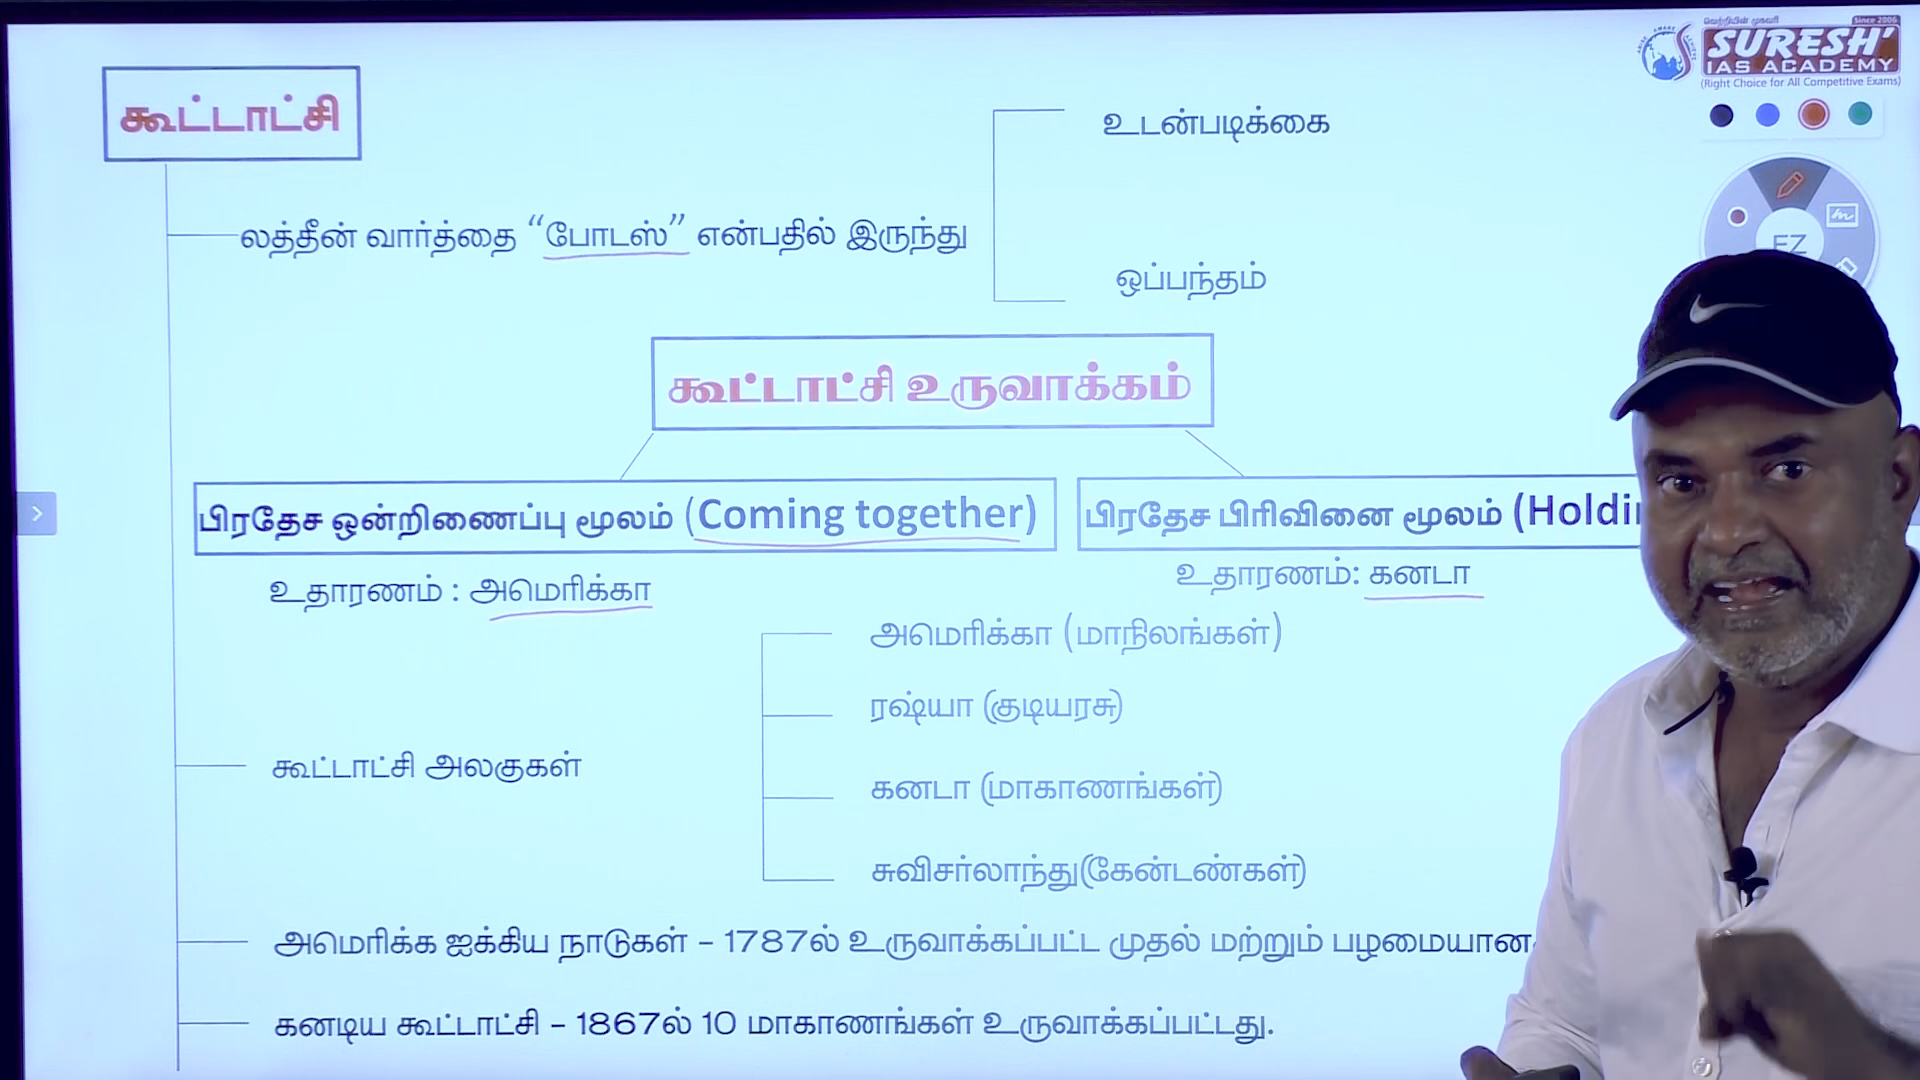 வெற்றியின் முகவரி
Since 2006
SURESH'
IAS ACADEMY
(Right Choice for All Competitive Exams)
கூட்டாட்சி
உடன்படிக்கை
லத்தீன் வார்த்தை “போடஸ்” என்பதில் இருந்து
ஒப்பந்தம்
கூட்டாட்சி உருவாக்கம்
பிரதேச ஒன்றிணைப்பு மூலம் (Coming together)
பிரதேச பிரிவினை மூலம் (Holdi
உதாரணம் : அமெரிக்கா
உதாரணம்: கனடா
அமெரிக்கா (மாநிலங்கள்)
ரஷ்யா (குடியரசு)
கூட்டாட்சி அலகுகள்
கனடா (மாகாணங்கள்)
சுவிசர்லாந்து(கேன்டண்கள்)
அமெரிக்க ஐக்கிய நாடுகள் – 1787ல் உருவாக்கப்பட்ட முதல் மற்றும் பழமையான
கனடிய கூட்டாட்சி – 1867ல் 10 மாகாணங்கள் உருவாக்கப்பட்டது.